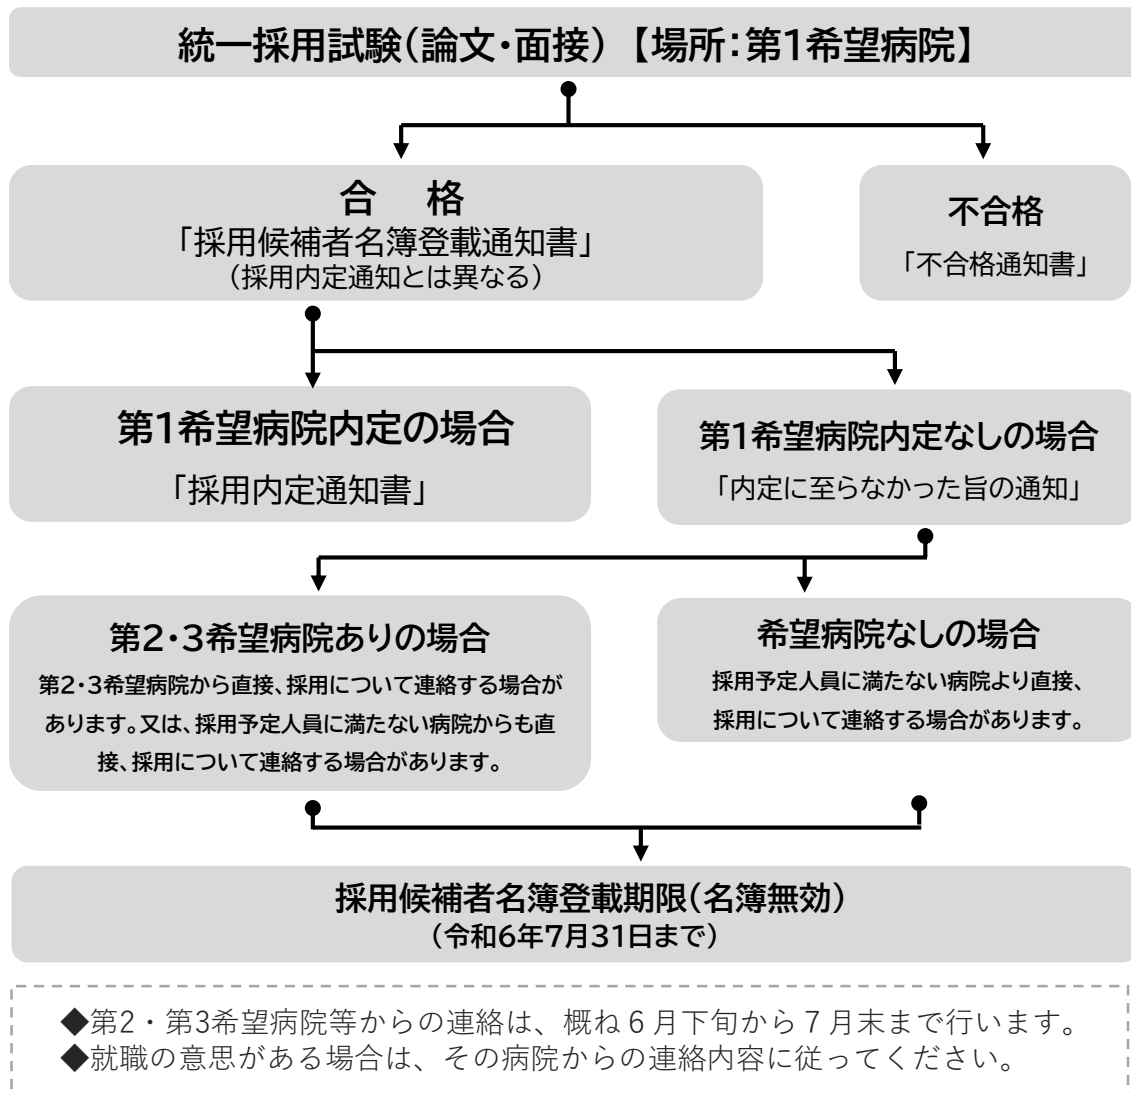 統一採用試験(論文・面接)【場所:第1希望病院】
合 格
「採用候補者名簿登載通知書」
(採用内定通知とは異なる)
不合格
「不合格通知書」
第1希望病院内定の場合
「採用内定通知書」
第1希望病院内定なしの場合
「内定に至らなかった旨の通知」
第2・3希望病院ありの場合
第2・3希望病院から直接、採用について連絡する場合が
あります。又は、採用予定人員に満たない病院からも直
接、採用について連絡する場合があります。
希望病院なしの場合
採用予定人員に満たない病院より直接、
採用について連絡する場合があります。
採用候補者名簿登載期限(名簿無効)
(令和6年7月31日まで)
◆第2・第3希望病院等からの連絡は、概ね６月下旬から７月末まで行います。
◆就職の意思がある場合は、その病院からの連絡内容に従ってください。